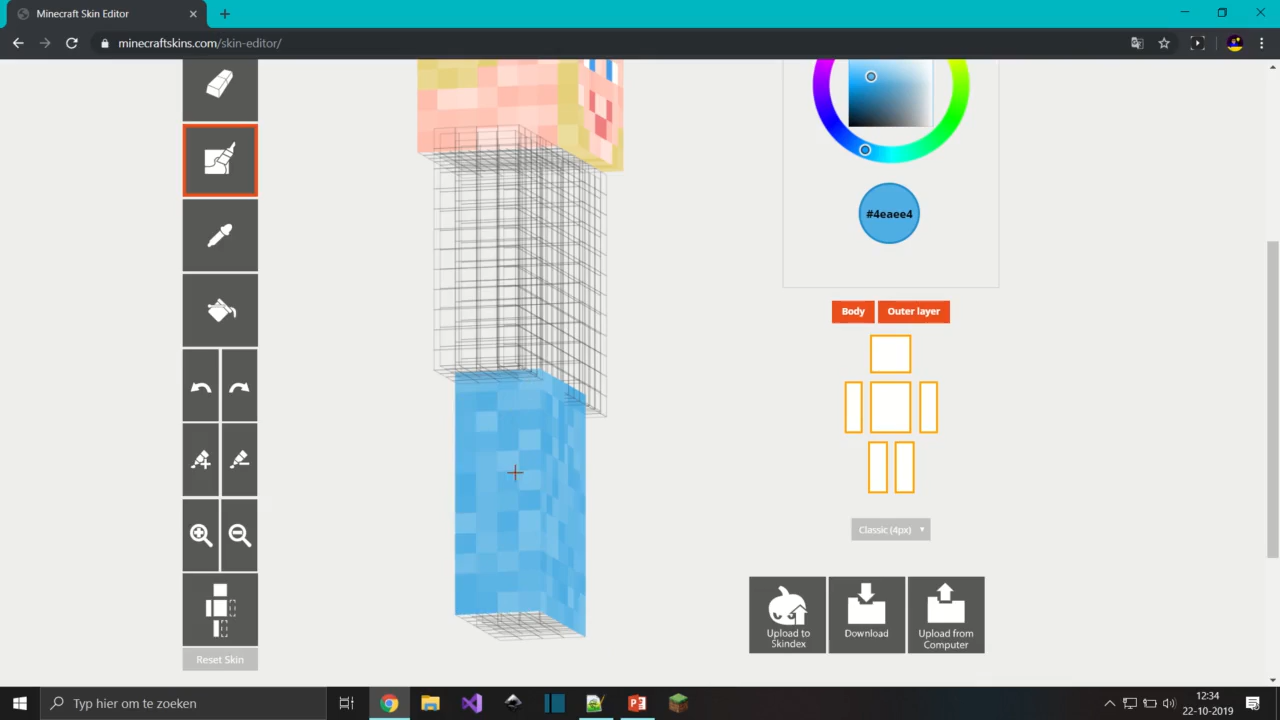 Minecraft Skin Editor
minecraftskins.com/skin-editor/
#4eaee4
Body
Outer layer
Classic (4px)
Upload to
Skindex
Download
Upload from
Computer
Reset Skin
Typ hier om te zoeken
12:34
22-10-2019